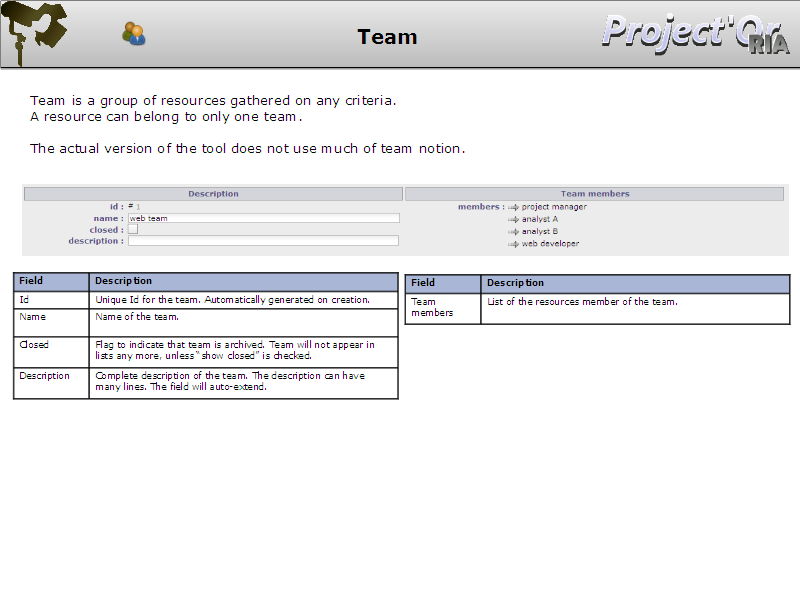 Team
Project'Or
RIA
Team is a group of resources gathered on any criteria.
A resource can belong to only one team.
The actual version of the tool does not use much of team notion.
Description
id : # 1
name : web team
closed :
description :
Team members
members : project manager
analyst A
analyst B
web developer
Field Description
Id Unique Id for the team. Automatically generated on creation.
Name Name of the team.
Closed Flag to indicate that team is archived. Team will not appear in
lists any more, unless “show closed” is checked.
Description Complete description of the team. The description can have
many lines. The field will auto-extend.
Field Description
Team List of the resources member of the team.
members